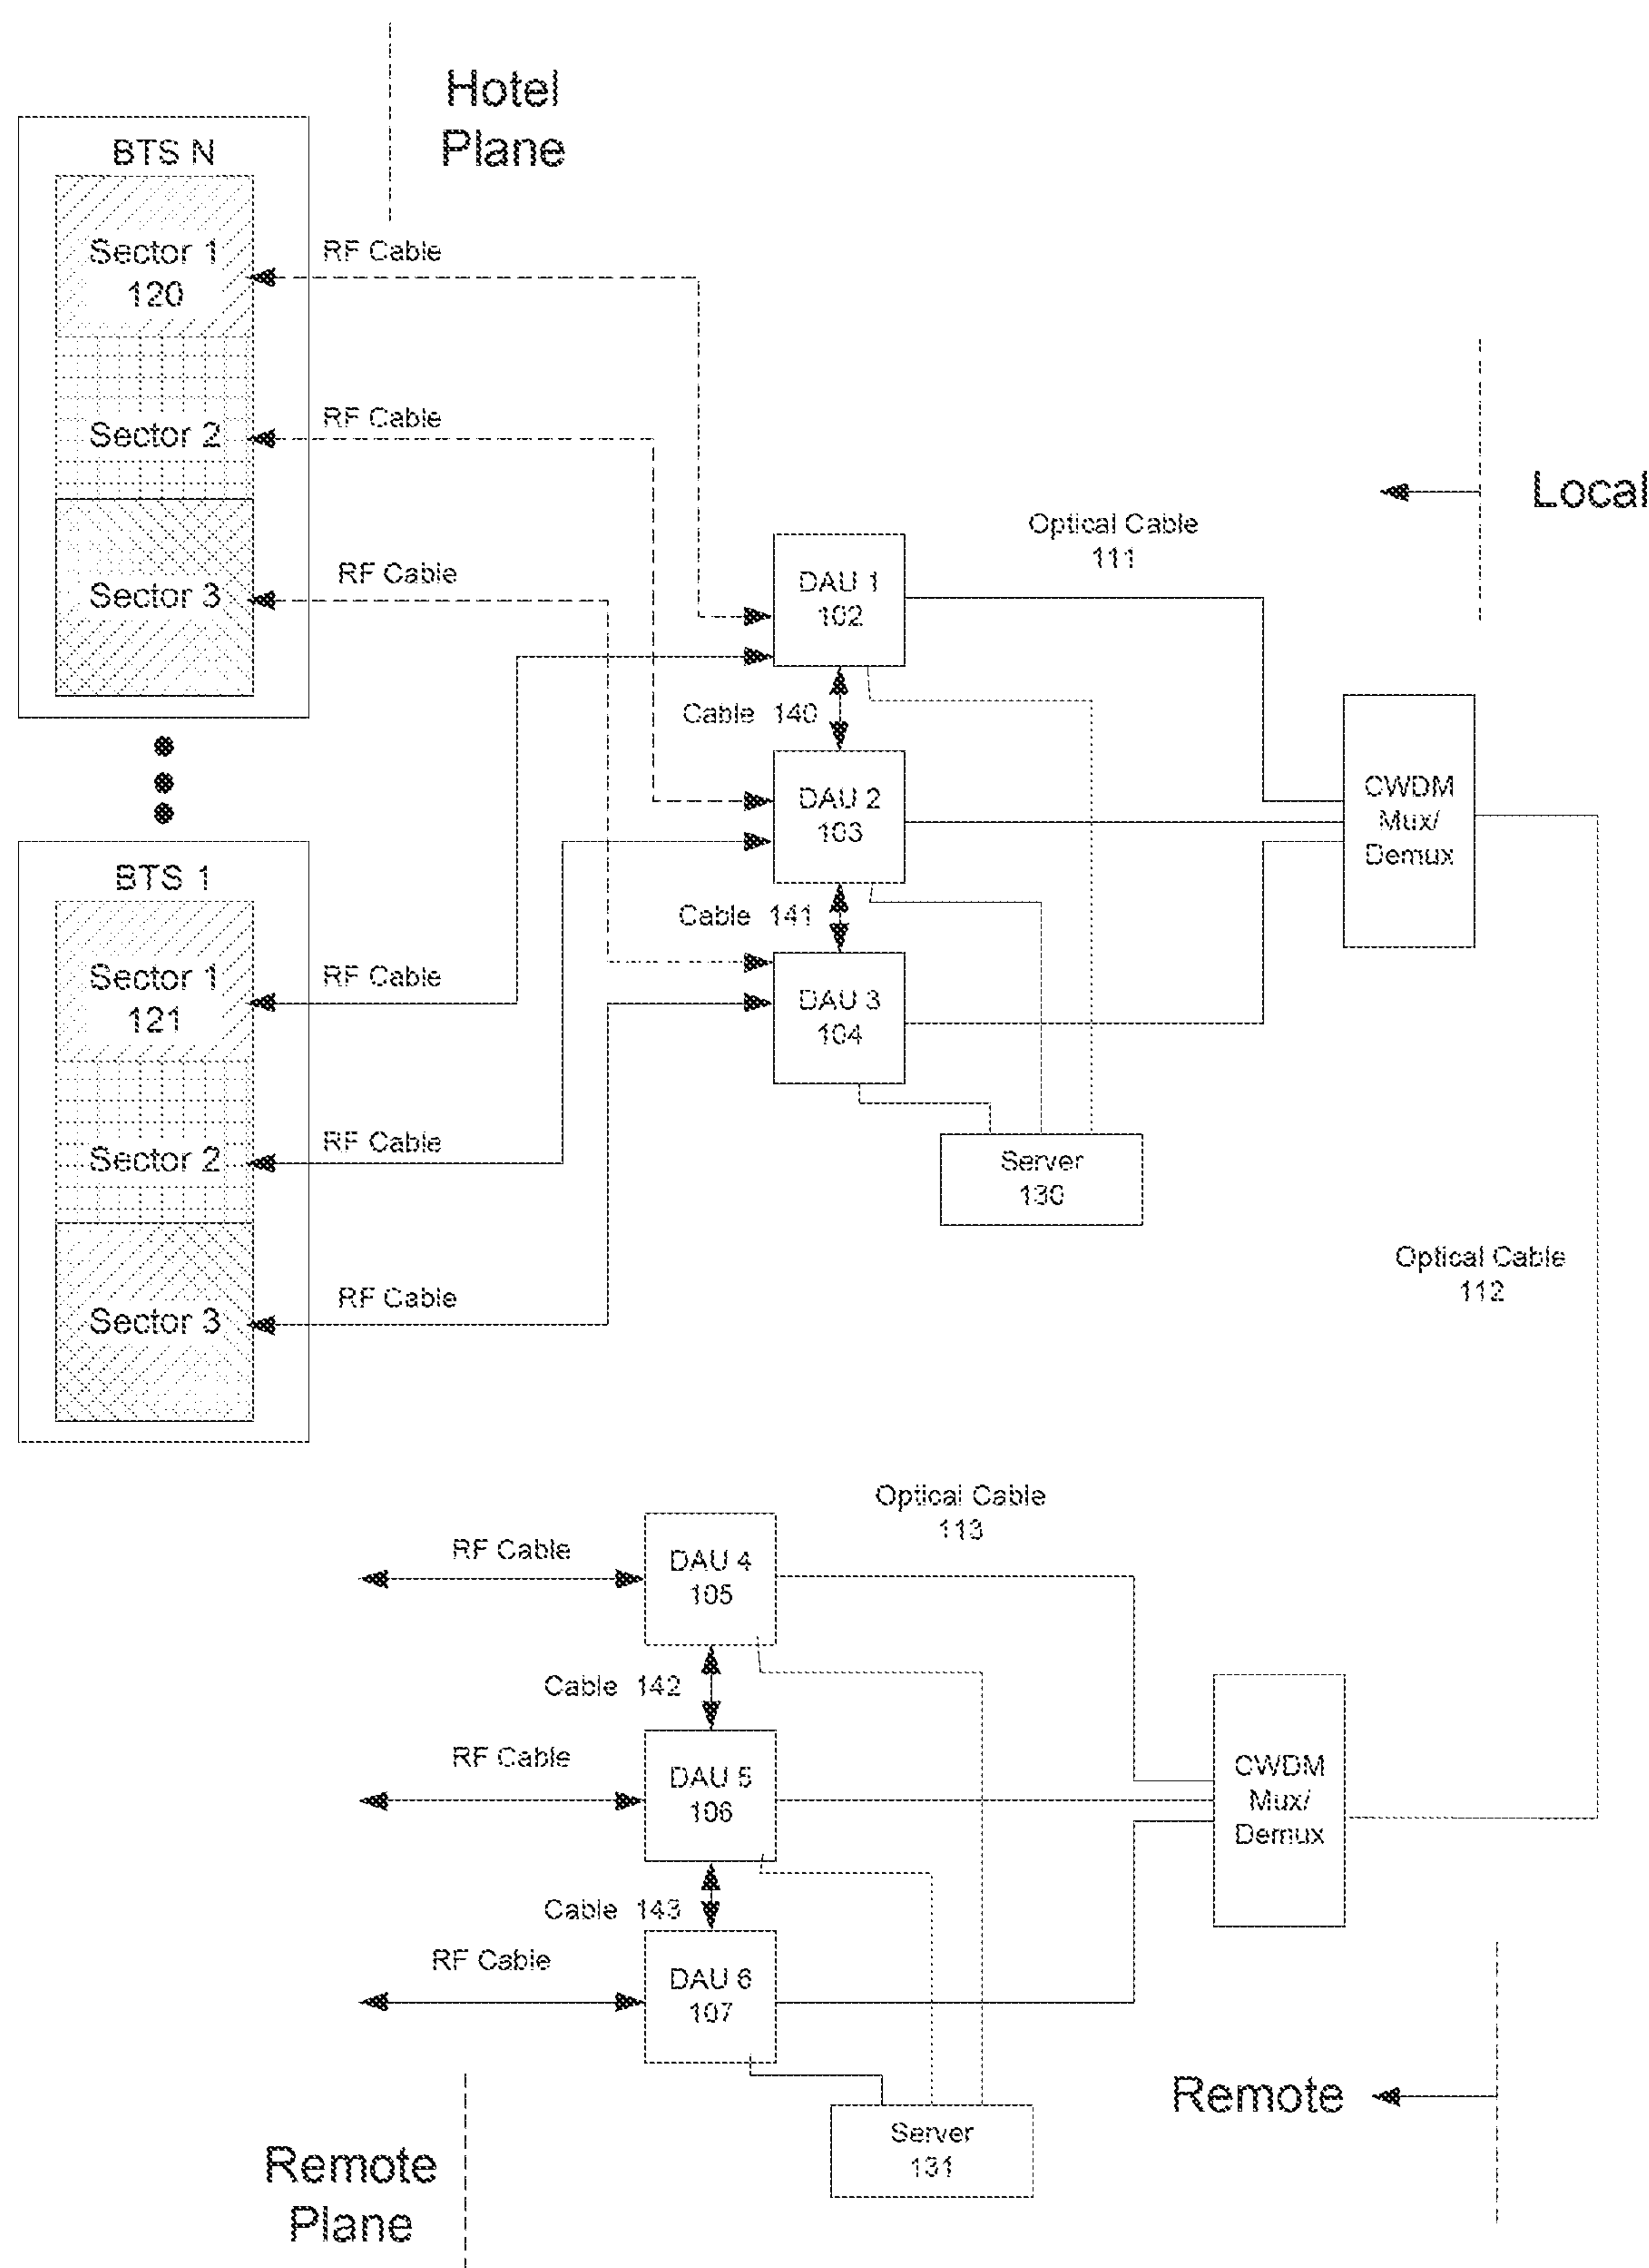 Hotel
Plane
BTS N
Sector 1
120
RF Cable
Sector 2
RF Cable
Sector 3
RF Cable
Local
Optical Cable
111
DAU 1
102
Cable 140
DAU 2
103
Cable 141
DAU 3
104
CWDM
Mux/
Demux
Server
130
BTS 1
Sector 1
121
RF Cable
Sector 2
RF Cable
Sector 3
RF Cable
Optical Cable
112
Optical Cable
113
RF Cable
DAU 4
105
Cable 142
RF Cable
DAU 5
106
Cable 143
RF Cable
DAU 6
107
CWDM
Mux/
Demux
Server
131
Remote
Remote
Plane